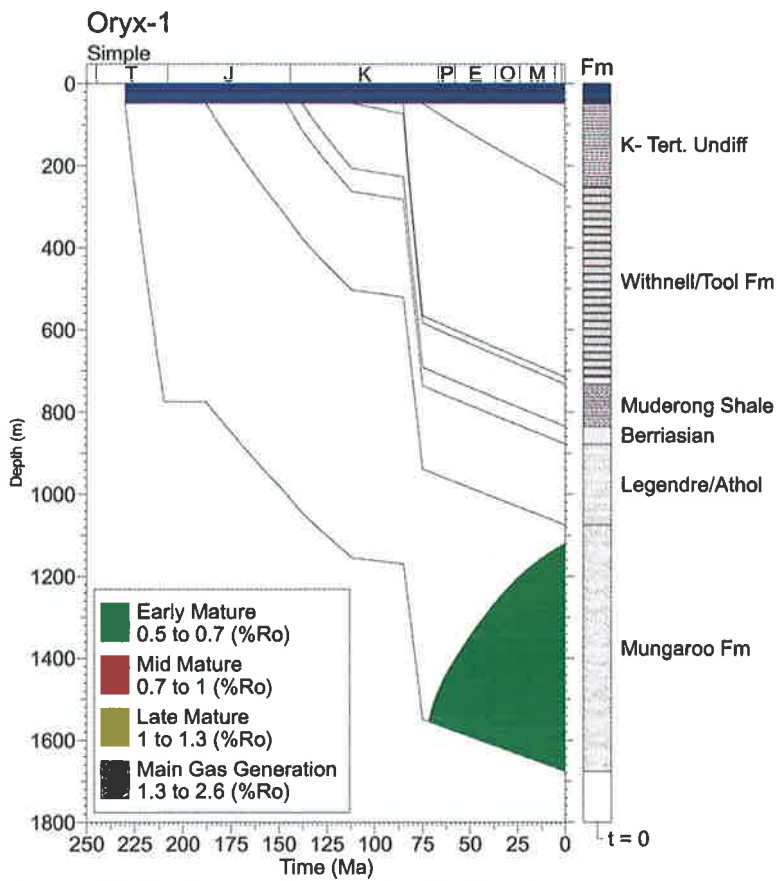 Oryx-1
Simple
T J K P E O M Fm
0
200
400
600
800
1000
1200
1400
1600
1800
Depth (m)
K- Tert. Undiff
Withnell/Tool Fm
Muderong Shale
Berriasian
Legendre/Athol
Mungaroo Fm
Early Mature
0.5 to 0.7 (%Ro)
Mid Mature
0.7 to 1 (%Ro)
Late Mature
1 to 1.3 (%Ro)
Main Gas Generation
1.3 to 2.6 (%Ro)
t = 0
250 225 200 175 150 125 100 75 50 25 0
Time (Ma)